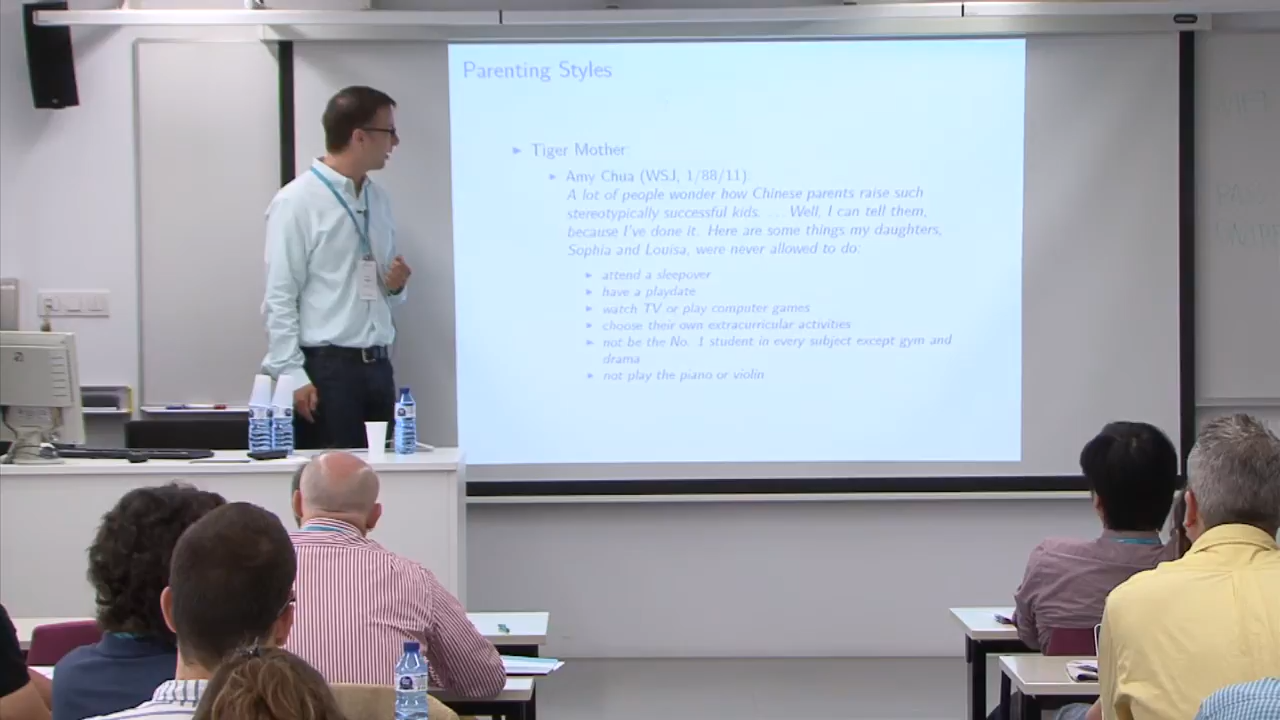 Parenting Styles
Tiger Mother:
Amy Chua (WSJ, 1/88/11):
A lot of people wonder how Chinese parents raise such
stereotypically successful kids. ... Well, I can tell them,
because I've done it. Here are some things my daughters,
Sophia and Louisa, were never allowed to do:
attend a sleepover
have a playdate
watch TV or play computer games
choose their own extracurricular activities
not be the No. 1 student in every subject except gym and
drama
not play the piano or violin